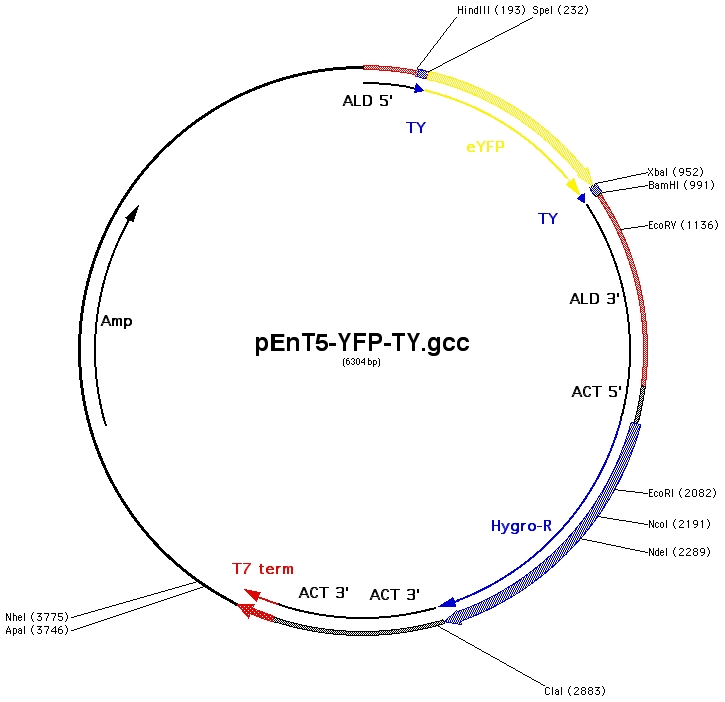 HindIII (193) SpeI (232)
ALD 5'
TY
eYFP
XbaI (952)
BamHI (991)
TY
EcoRV (1136)
ALD 3'
Amp
pEnT5-YFP-TY.gcc
(6304 bp)
ACT 5'
EcoRI (2082)
Hygro-R
NcoI (2191)
NdeI (2289)
T7 term
ACT 3' ACT 3'
NheI (3775)
ApaI (3746)
ClaI (2883)